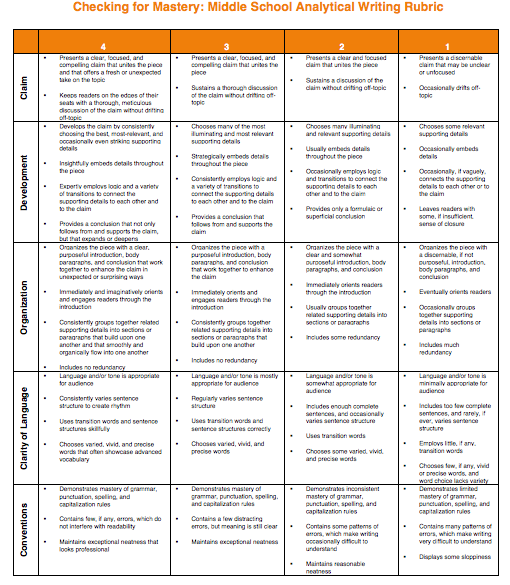 Checking for Mastery: Middle School Analytical Writing Rubric
4
3
2
1
Claim
• Presents a clear, focused, and
compelling claim that unites the piece
and that offers a fresh or unexpected
take on the topic
• Keeps readers on the edges of their
seats with a thorough, meticulous
discussion of the claim without drifting
off-topic
• Presents a clear, focused, and
compelling claim that unites the
piece
• Sustains a thorough discussion
of the claim without drifting off-
topic
• Presents a clear and focused
claim that unites the piece
• Sustains a discussion of the
claim without drifting off-topic
• Presents a discernable
claim that may be unclear
or unfocused
• Occasionally drifts off-
topic
Development
• Develops the claim by consistently
choosing the best, most-relevant, and
occasionally even striking supporting
details
• Insightfully embeds details throughout
the piece
• Expertly employs logic and a variety
of transitions to connect the
supporting details to each other and
to the claim
• Provides a conclusion that not only
follows from and supports the claim,
but that expands or deepens
• Chooses many of the most
illuminating and most relevant
supporting details
• Strategically embeds details
throughout the piece
• Consistently employs logic and
a variety of transitions to
connect the supporting details
to each other and to the claim
• Provides a conclusion that
follows from and supports the
claim
• Chooses many illuminating
and relevant supporting details
• Usually embeds details
throughout the piece
• Occasionally employs logic
and transitions to connect the
supporting details to each
other and to the claim
• Provides only a formulaic or
superficial conclusion
• Chooses some relevant
supporting details
• Occasionally embeds
details
• Occasionally, if vaguely,
connects the supporting
details to each other or to
the claim
• Leaves readers with
some, if insufficient,
sense of closure
Organization
• Organizes the piece with a clear,
purposeful introduction, body
paragraphs, and conclusion that work
together to enhance the claim in
unexpected or surprising ways
• Immediately and imaginatively orients
and engages readers through the
introduction
• Consistently groups together related
supporting details into sections or
paragraphs that build upon one
another and that smoothly and
organically flow into one another
• Includes no redundancy
• Organizes the piece with a clear,
purposeful introduction, body
paragraphs, and conclusion
that work together to enhance the
claim
• Immediately orients and
engages readers through the
introduction
• Consistently groups together
related supporting details into
sections or paragraphs that
build upon one another
• Includes no redundancy
• Organizes the piece with a
clear and somewhat
purposeful introduction, body
paragraphs, and conclusion
• Immediately orients readers
through the introduction
• Usually groups together
related supporting details into
sections or paragraphs
• Includes some redundancy
• Organizes the piece with
a discernable, if not
purposeful, introduction,
body paragraphs, and
conclusion
• Eventually orients readers
• Occasionally groups
together supporting
details into sections or
paragraphs
• Includes much
redundancy
Clarity of Language
• Language and/or tone is appropriate
for audience
• Consistently varies sentence
structure to create rhythm
• Uses transition words and sentence
structures skillfully
• Chooses varied, vivid, and precise
words that often showcase advanced
vocabulary
• Language and/or tone is mostly
appropriate for audience
• Regularly varies sentence
structure
• Uses transition words and
sentence structures correctly
• Chooses varied, vivid, and
precise words
• Language and/or tone is
somewhat appropriate for
audience
• Includes enough complete
sentences, and occasionally
varies sentence structure
• Uses transition words
• Chooses some varied, vivid,
and precise words
• Language and/or tone is
minimally appropriate for
audience
• Includes too few complete
sentences, and rarely, if
ever, varies sentence
structure
• Employs little, if any,
transition words
• Chooses few, if any, vivid
or precise words, and
word choice lacks variety
Conventions
• Demonstrates mastery of grammar,
punctuation, spelling, and
capitalization rules
• Contains few, if any, errors, which do
not interfere with readability
• Maintains exceptional neatness that
looks professional
• Demonstrates mastery of
grammar, punctuation, spelling,
and capitalization rules
• Contains a few distracting
errors, but meaning is still clear
• Maintains exceptional neatness
• Demonstrates inconsistent
mastery of grammar,
punctuation, spelling, and
capitalization rules
• Contains some patterns of
errors, which make writing
occasionally difficult to
understand
• Maintains reasonable
neatness
• Demonstrates limited
mastery of grammar,
punctuation, spelling, and
capitalization rules
• Contains many patterns of
errors, which make writing
very difficult to understand
• Displays some sloppiness